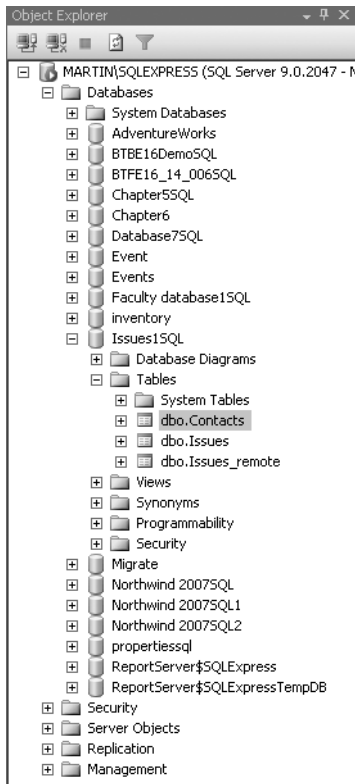 Object Explorer
MARTIN\SQLEXPRESS (SQL Server 9.0.2047 - M
Databases
System Databases
AdventureWorks
BTBE16DemoSQL
BTFE16_14_006SQL
Chapter5SQL
Chapter6
Database7SQL
Event
Events
Faculty database1SQL
inventory
Issues1SQL
Database Diagrams
Tables
System Tables
dbo.Contacts
dbo.Issues
dbo.Issues_remote
Views
Synonyms
Programmability
Security
Migrate
Northwind 2007SQL
Northwind 2007SQL1
Northwind 2007SQL2
propertiessql
ReportServer$SQLExpress
ReportServer$SQLExpressTempDB
Security
Server Objects
Replication
Management